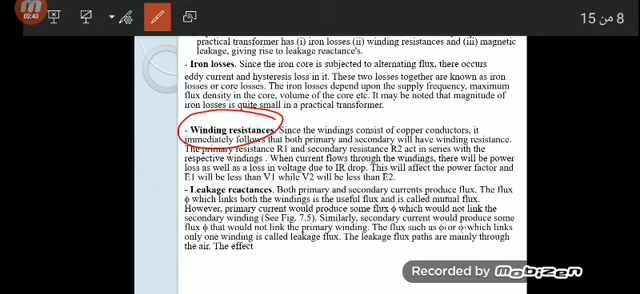 M
02:43
8 من 15
practical transformer has (i) iron losses (ii) winding resistances and (iii) magnetic
leakage, giving rise to leakage reactance's.
- Iron losses. Since the iron core is subjected to alternating flux, there occurs
eddy current and hysteresis loss in it. These two losses together are known as iron
losses or core losses. The iron losses depend upon the supply frequency, maximum
flux density in the core, volume of the core etc. It may be noted that magnitude of
iron losses is quite small in a practical transformer.
- Winding resistances. Since the windings consist of copper conductors, it
immediately follows that both primary and secondary will have winding resistance.
The primary resistance R1 and secondary resistance R2 act in series with the
respective windings . When current flows through the windings, there will be power
loss as well as a loss in voltage due to IR drop. This will affect the power factor and
E1 will be less than V1 while V2 will be less than E2.
- Leakage reactances. Both primary and secondary currents produce flux. The flux
ϕ which links both the windings is the useful flux and is called mutual flux.
However, primary current would produce some flux ϕ which would not link the
secondary winding (See Fig. 7.5). Similarly, secondary current would produce some
flux ϕ that would not link the primary winding. The flux such as ϕ₁ or ϕ₂ which links
only one winding is called leakage flux. The leakage flux paths are mainly through
the air. The effect
Recorded by mobizen